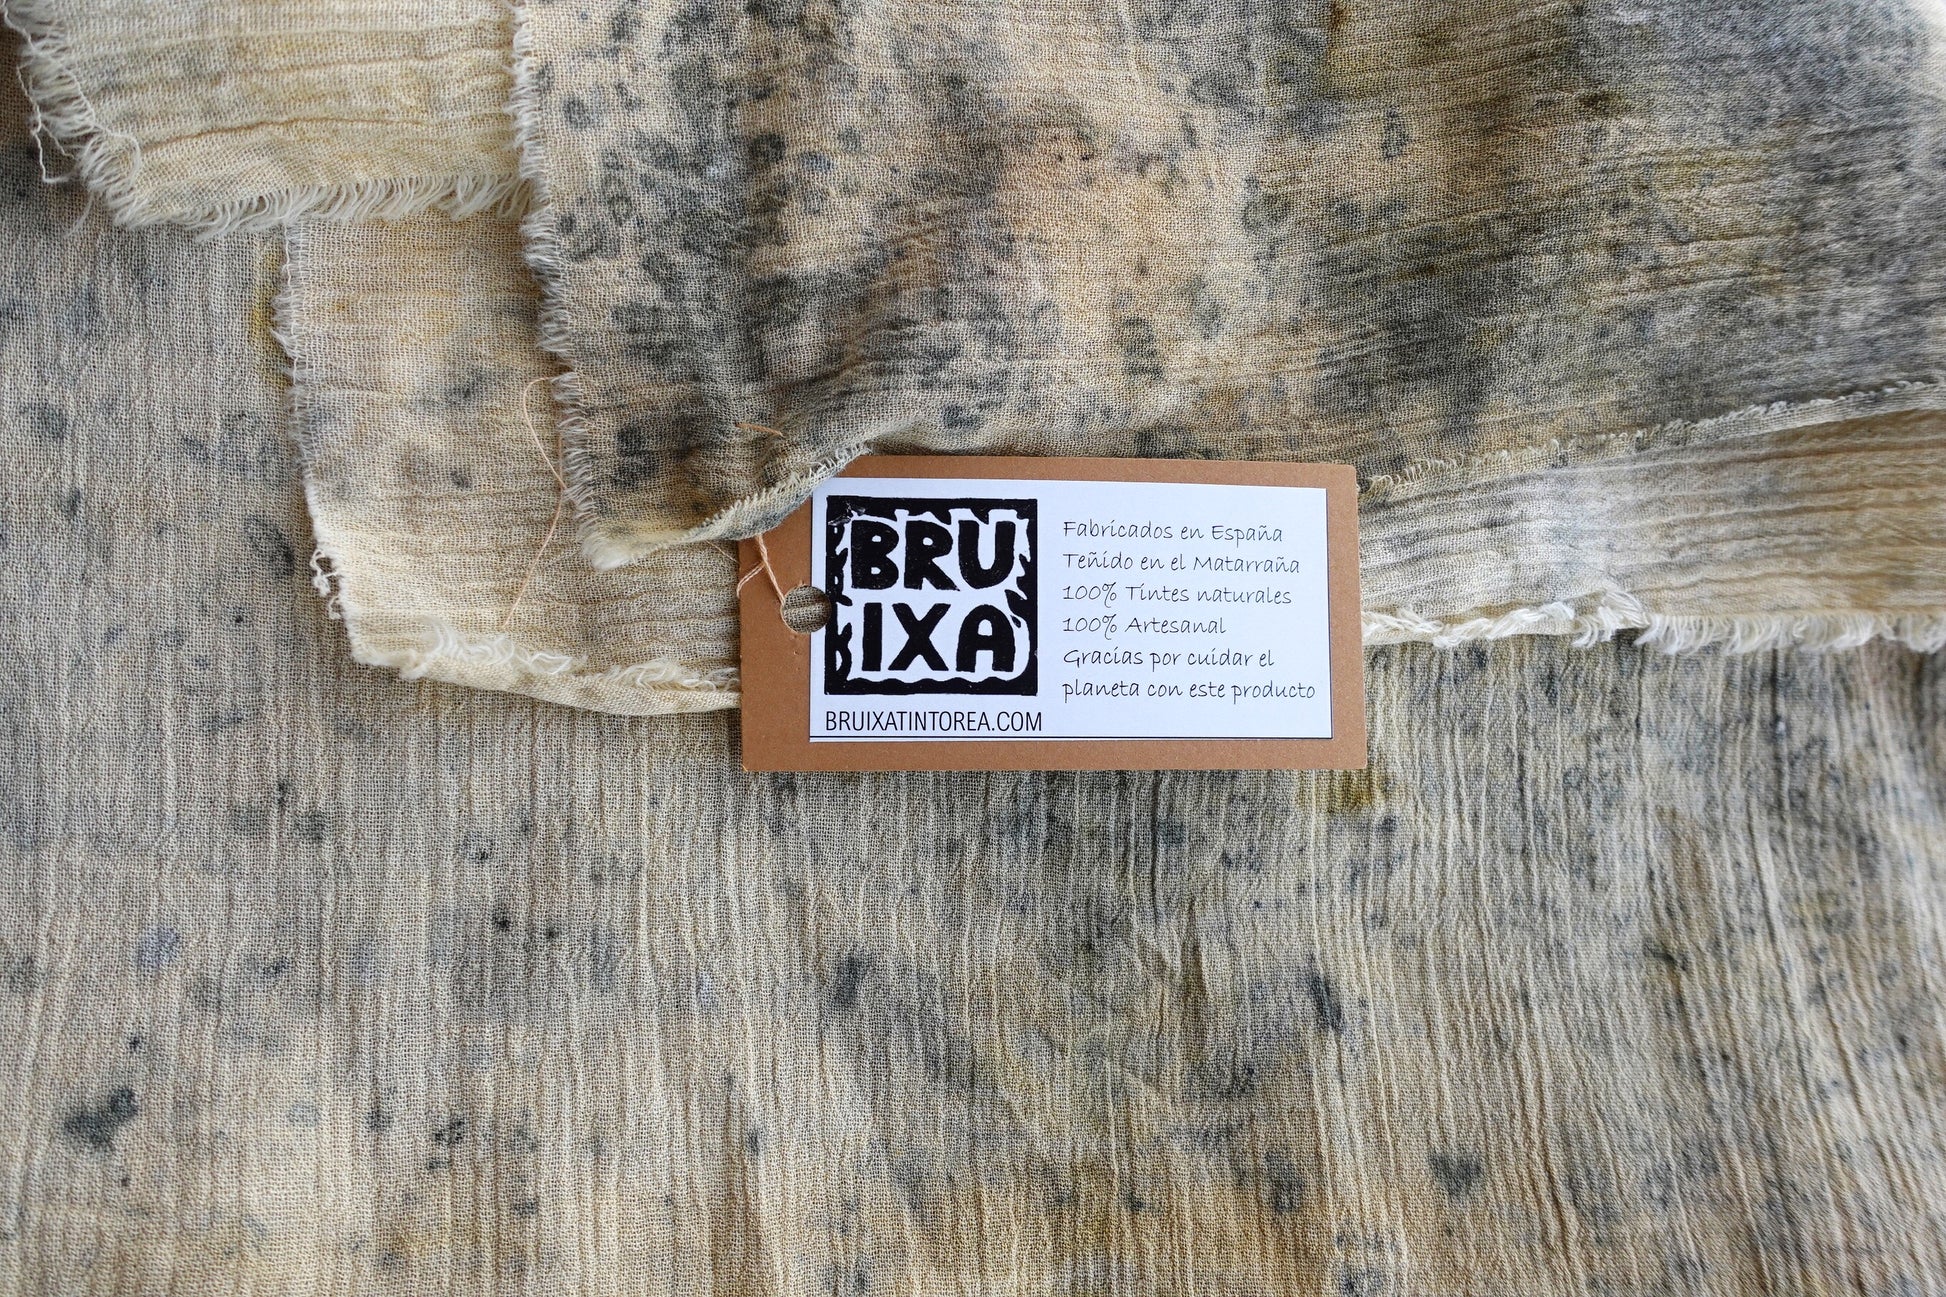 BRU
IXA
BRUIXATINTOREA.COM
Fabricados en España
Teñido en el Matarraña
100% Tintes naturales
100% Artesanal
Gracias por cuidar el
planeta con este producto